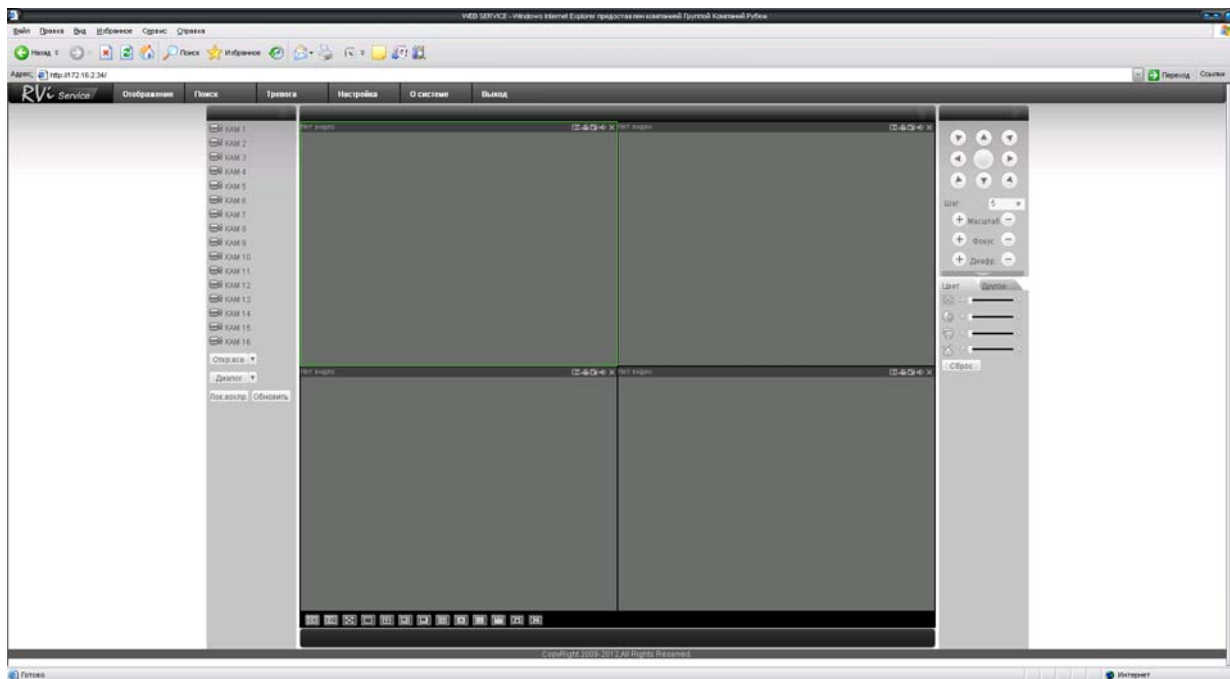 WEB SERVICE - Windows Internet Explorer предоставлен компанией Группой Компаний Рубеж
Файл Правка Вид Избранное Сервис Справка
Назад Поиск Избранное
Адрес: http://172.16.2.34/ Переход Ссылки
RVi Service Отображение Поиск Тревога Настройка О системе Выход
КАМ 1 Нет видео Нет видео
КАМ 2
КАМ 3
КАМ 4
КАМ 5
КАМ 6
КАМ 7
КАМ 8
КАМ 9
КАМ 10
КАМ 11
КАМ 12
КАМ 13
КАМ 14
КАМ 15
КАМ 16
Откр.все
Диалог
Лок.воспр. Обновить
Нет видео Нет видео
Шаг 5
Масштаб
Фокус
Диафр.
Цвет Другое
Сброс
CopyRight 2008-2012,All Rights Reserved.
Готово Интернет